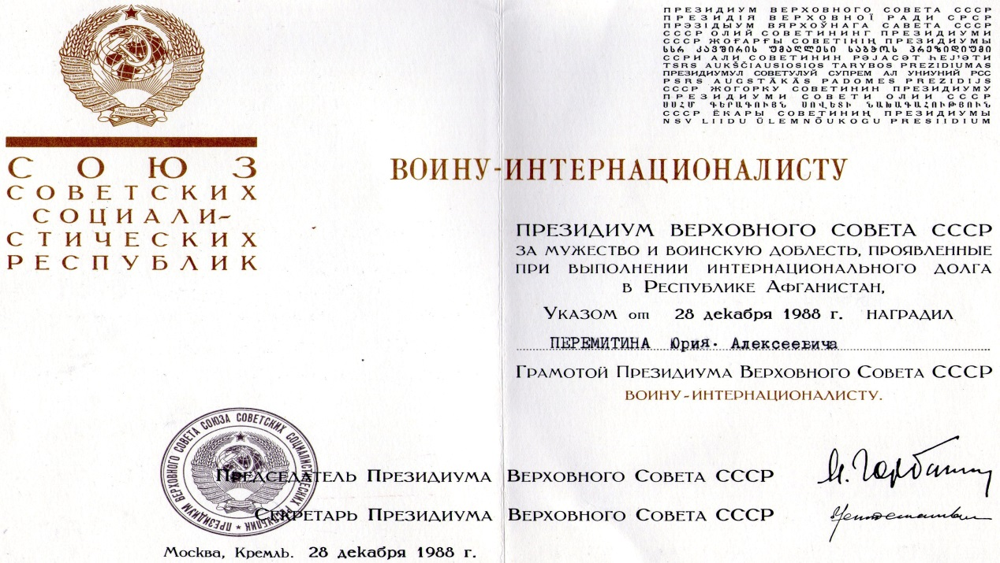 СОЮЗ
СОВЕТСКИХ
СОЦИАЛИ-
СТИЧЕСКИХ
РЕСПУБЛИК
ПРЕЗИДИУМ ВЕРХОВНОГО СОВЕТА СССР
ПРЕЗИДІЯ ВЕРХОВНОЇ РАДИ СРСР
ПРЭЗІДЫУМ ВЯРХОЎНАГА САВЕТА СССР
СССР ОЛИЙ СОВЕТИНИНГ ПРЕЗИДИУМИ
СССР ЖОҒАРҒЫ СОВЕТІНІҢ ПРЕЗИДИУМЫ
სსრ კავშირის უმაღლესი საბჭოს პრეზიდიუმი
ССРИ АЛИ СОВЕТИНИН РӘЈАСӘТ ҺЕЈ'ӘТИ
TSRS AUKŠČIAUSIOSIOS TARYBOS PREZIDIUMAS
ПРЕЗИДИУМУЛ СОВЕТУЛУЙ СУПРЕМ АЛ УНИУНИЙ РСС
PSRS AUGSTĀKĀS PADOMES PREZIDIJS
СССР ЖОГОРКУ СОВЕТИНИН ПРЕЗИДИУМУ
ПРЕЗИДИУМИ СОВЕТИ ОЛИИ СССР
ՍՍՀՄ ԳԵՐԱԳՈՒՅՆ ՍՈՎԵՏԻ ՆԱԽԱԳԱՀՈՒԹՅՈՒՆ
СССР ЁКАРЫ СОВЕТИНИҢ ПРЕЗИДИУМЫ
NSV LIIDU ÜLEMNÕUKOGU PRESIIDIUM
ВОИНУ-ИНТЕРНАЦИОНАЛИСТУ
ПРЕЗИДИУМ ВЕРХОВНОГО СОВЕТА СССР
ЗА МУЖЕСТВО И ВОИНСКУЮ ДОБЛЕСТЬ, ПРОЯВЛЕННЫЕ
ПРИ ВЫПОЛНЕНИИ ИНТЕРНАЦИОНАЛЬНОГО ДОЛГА
В РЕСПУБЛИКЕ АФГАНИСТАН,
УКАЗОМ от 28 декабря 1988 г. НАГРАДИЛ
ПЕРЕМИТИНА Юрия. Алексеевича
ГРАМОТОЙ ПРЕЗИДИУМА ВЕРХОВНОГО СОВЕТА СССР
ВОИНУ-ИНТЕРНАЦИОНАЛИСТУ.
ПРЕЗИДИУМ ВЕРХОВНОГО СОВЕТА СОЮЗА СОВЕТСКИХ СОЦИАЛИСТИЧЕСКИХ РЕСПУБЛИК
ПРЕДСЕДАТЕЛЬ ПРЕЗИДИУМА ВЕРХОВНОГО СОВЕТА СССР
СЕКРЕТАРЬ ПРЕЗИДИУМА ВЕРХОВНОГО СОВЕТА СССР
МОСКВА, КРЕМЛЬ. 28 декабря 1988 г.